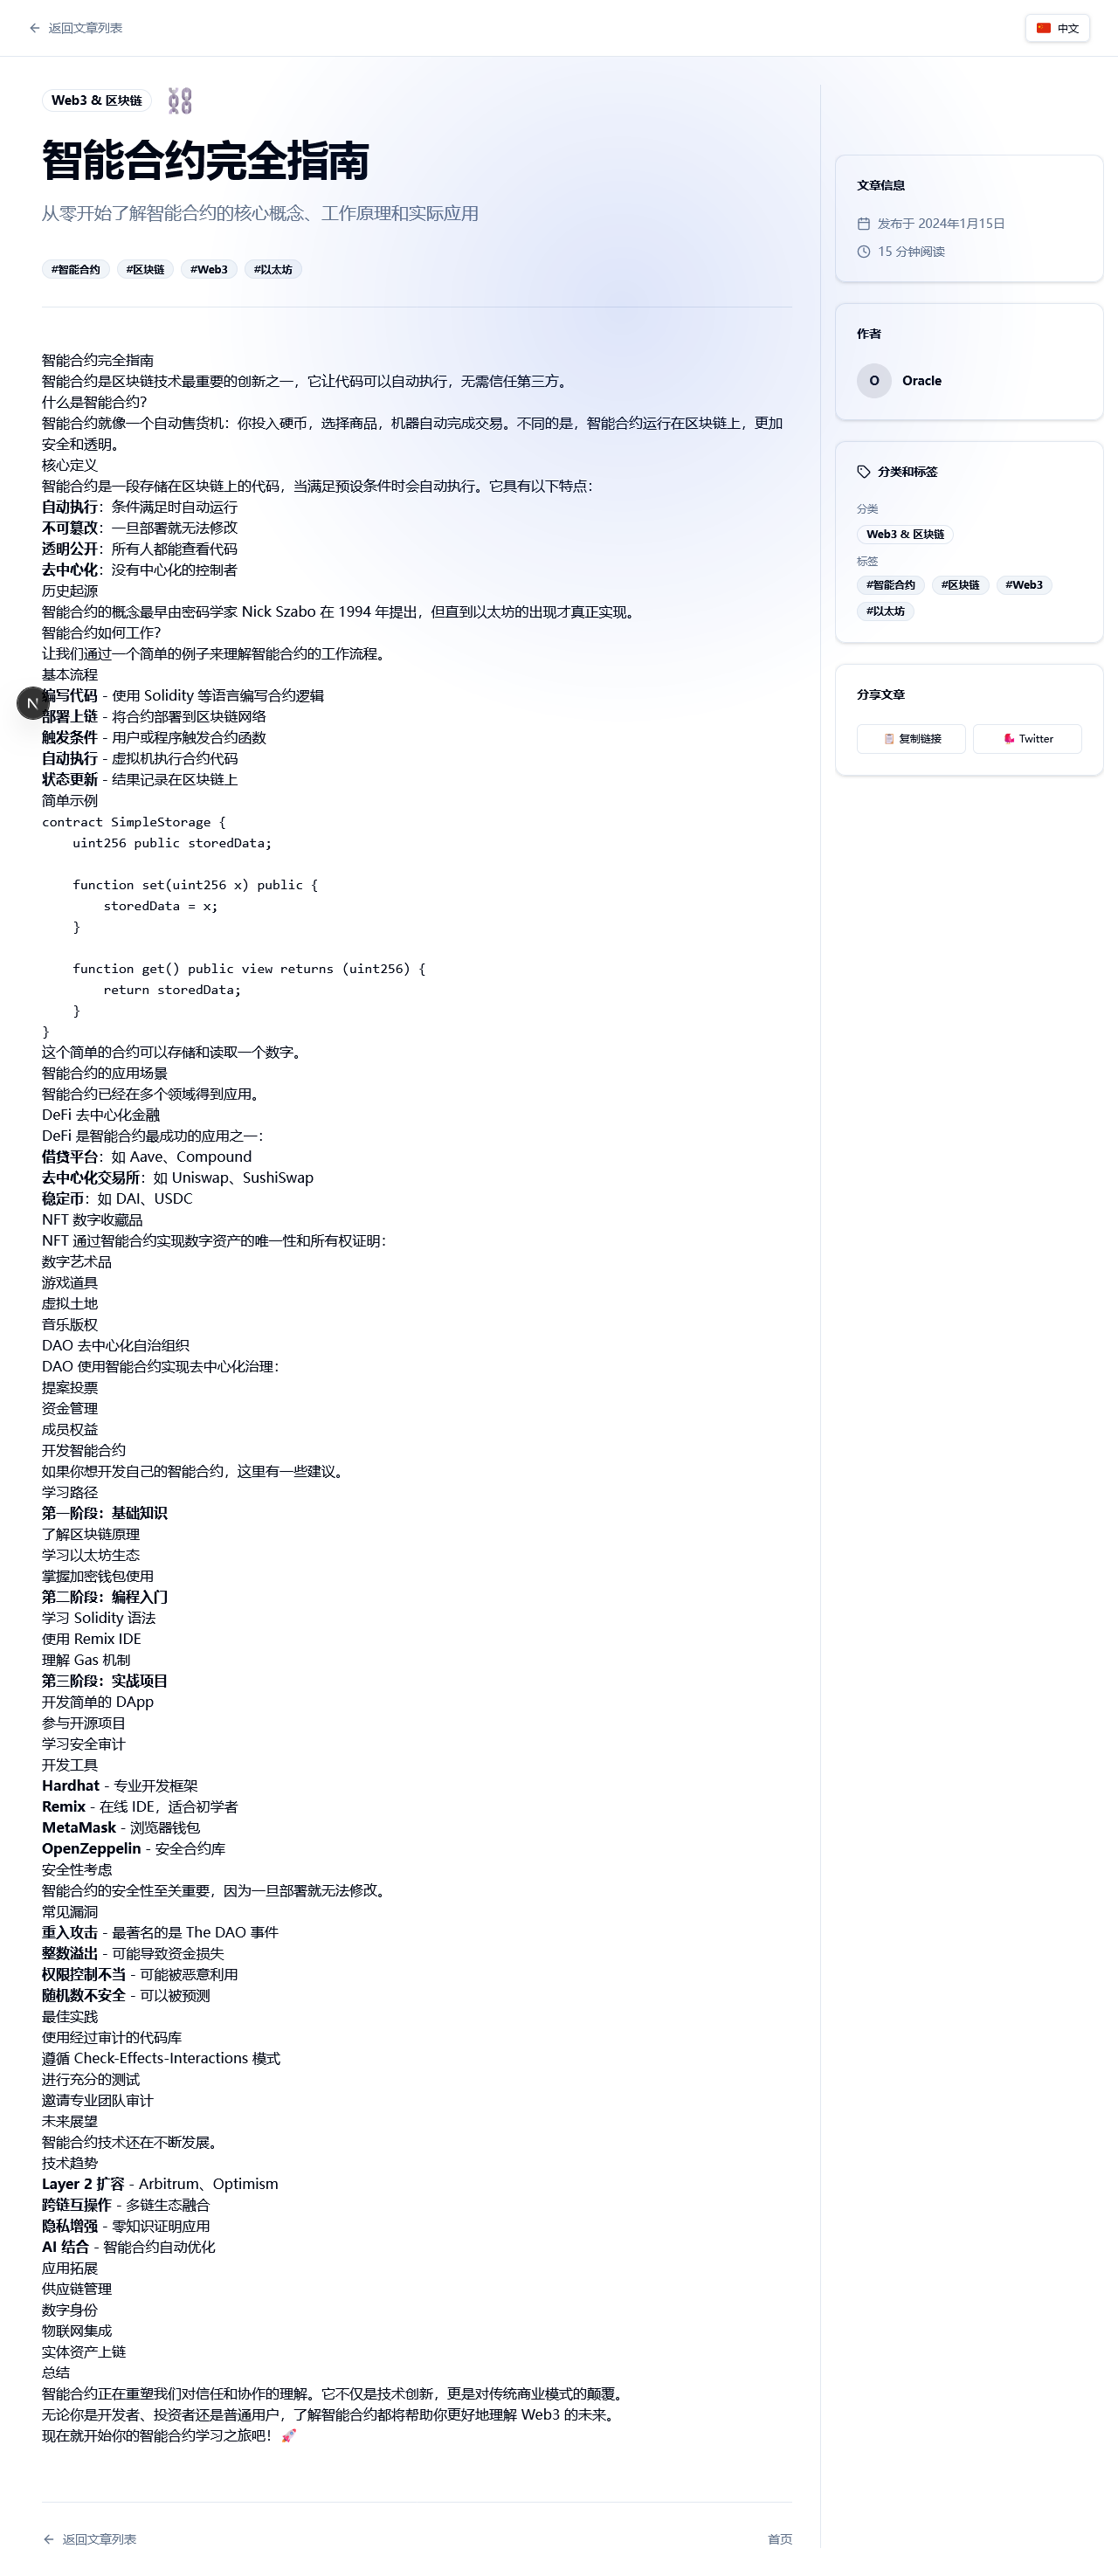 返回文章列表
中文
Web3 & 区块链
智能合约完全指南
从零开始了解智能合约的核心概念、工作原理和实际应用
#智能合约 #区块链 #Web3 #以太坊
智能合约完全指南
智能合约是区块链技术最重要的创新之一，它让代码可以自动执行，无需信任第三方。
什么是智能合约？
智能合约就像一个自动售货机：你投入硬币，选择商品，机器自动完成交易。不同的是，智能合约运行在区块链上，更加
安全和透明。
核心定义
智能合约是一段存储在区块链上的代码，当满足预设条件时会自动执行。它具有以下特点：
自动执行：条件满足时自动运行
不可篡改：一旦部署就无法修改
透明公开：所有人都能查看代码
去中心化：没有中心化的控制者
历史起源
智能合约的概念最早由密码学家 Nick Szabo 在 1994 年提出，但直到以太坊的出现才真正实现。
智能合约如何工作？
让我们通过一个简单的例子来理解智能合约的工作流程。
基本流程
编写代码 - 使用 Solidity 等语言编写合约逻辑
部署上链 - 将合约部署到区块链网络
触发条件 - 用户或程序触发合约函数
自动执行 - 虚拟机执行合约代码
状态更新 - 结果记录在区块链上
简单示例
contract SimpleStorage {
    uint256 public storedData;
    function set(uint256 x) public {
        storedData = x;
    }
    function get() public view returns (uint256) {
        return storedData;
    }
}
这个简单的合约可以存储和读取一个数字。
智能合约的应用场景
智能合约已经在多个领域得到应用。
DeFi 去中心化金融
DeFi 是智能合约最成功的应用之一：
借贷平台：如 Aave、Compound
去中心化交易所：如 Uniswap、SushiSwap
稳定币：如 DAI、USDC
NFT 数字收藏品
NFT 通过智能合约实现数字资产的唯一性和所有权证明：
数字艺术品
游戏道具
虚拟土地
音乐版权
DAO 去中心化自治组织
DAO 使用智能合约实现去中心化治理：
提案投票
资金管理
成员权益
开发智能合约
如果你想开发自己的智能合约，这里有一些建议。
学习路径
第一阶段：基础知识
了解区块链原理
学习以太坊生态
掌握加密钱包使用
第二阶段：编程入门
学习 Solidity 语法
使用 Remix IDE
理解 Gas 机制
第三阶段：实战项目
开发简单的 DApp
参与开源项目
学习安全审计
开发工具
Hardhat - 专业开发框架
Remix - 在线 IDE，适合初学者
MetaMask - 浏览器钱包
OpenZeppelin - 安全合约库
安全性考虑
智能合约的安全性至关重要，因为一旦部署就无法修改。
常见漏洞
重入攻击 - 最著名的是 The DAO 事件
整数溢出 - 可能导致资金损失
权限控制不当 - 可能被恶意利用
随机数不安全 - 可以被预测
最佳实践
使用经过审计的代码库
遵循 Check-Effects-Interactions 模式
进行充分的测试
邀请专业团队审计
未来展望
智能合约技术还在不断发展。
技术趋势
Layer 2 扩容 - Arbitrum、Optimism
跨链互操作 - 多链生态融合
隐私增强 - 零知识证明应用
AI 结合 - 智能合约自动优化
应用拓展
供应链管理
数字身份
物联网集成
实体资产上链
总结
智能合约正在重塑我们对信任和协作的理解。它不仅是技术创新，更是对传统商业模式的颠覆。
无论你是开发者、投资者还是普通用户，了解智能合约都将帮助你更好地理解 Web3 的未来。
现在就开始你的智能合约学习之旅吧！🚀
返回文章列表
首页
文章信息
发布于 2024年1月15日
15 分钟阅读
作者
O Oracle
分类和标签
分类
Web3 & 区块链
标签
#智能合约 #区块链 #Web3
#以太坊
分享文章
复制链接 Twitter
N